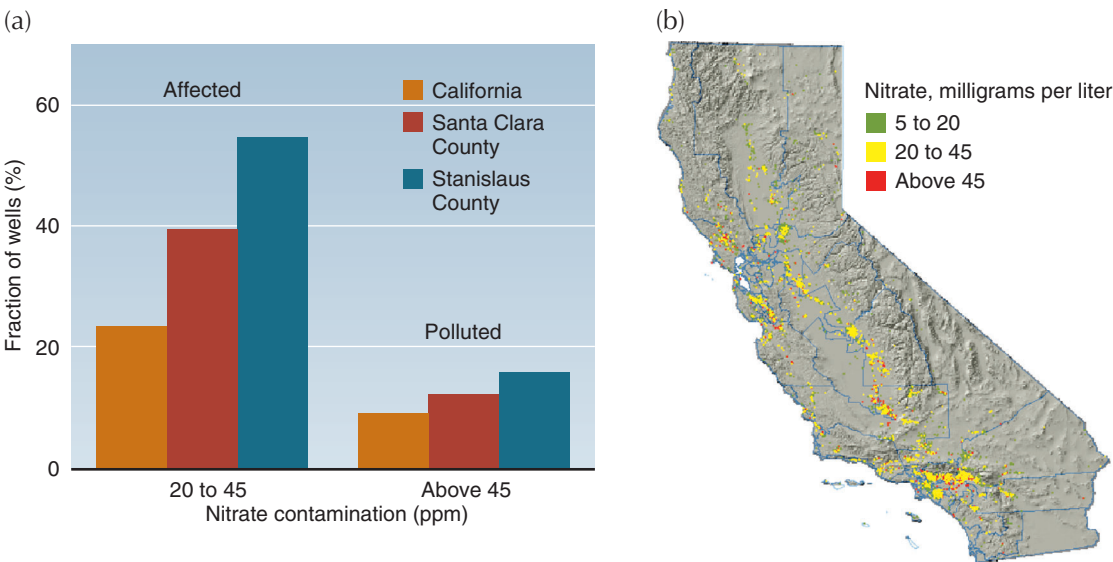 (a)
Fraction of wells (%)
60
40
20
0
Affected
Polluted
California
Santa Clara
County
Stanislaus
County
20 to 45
Above 45
Nitrate contamination (ppm)
(b)
Nitrate, milligrams per liter
5 to 20
20 to 45
Above 45